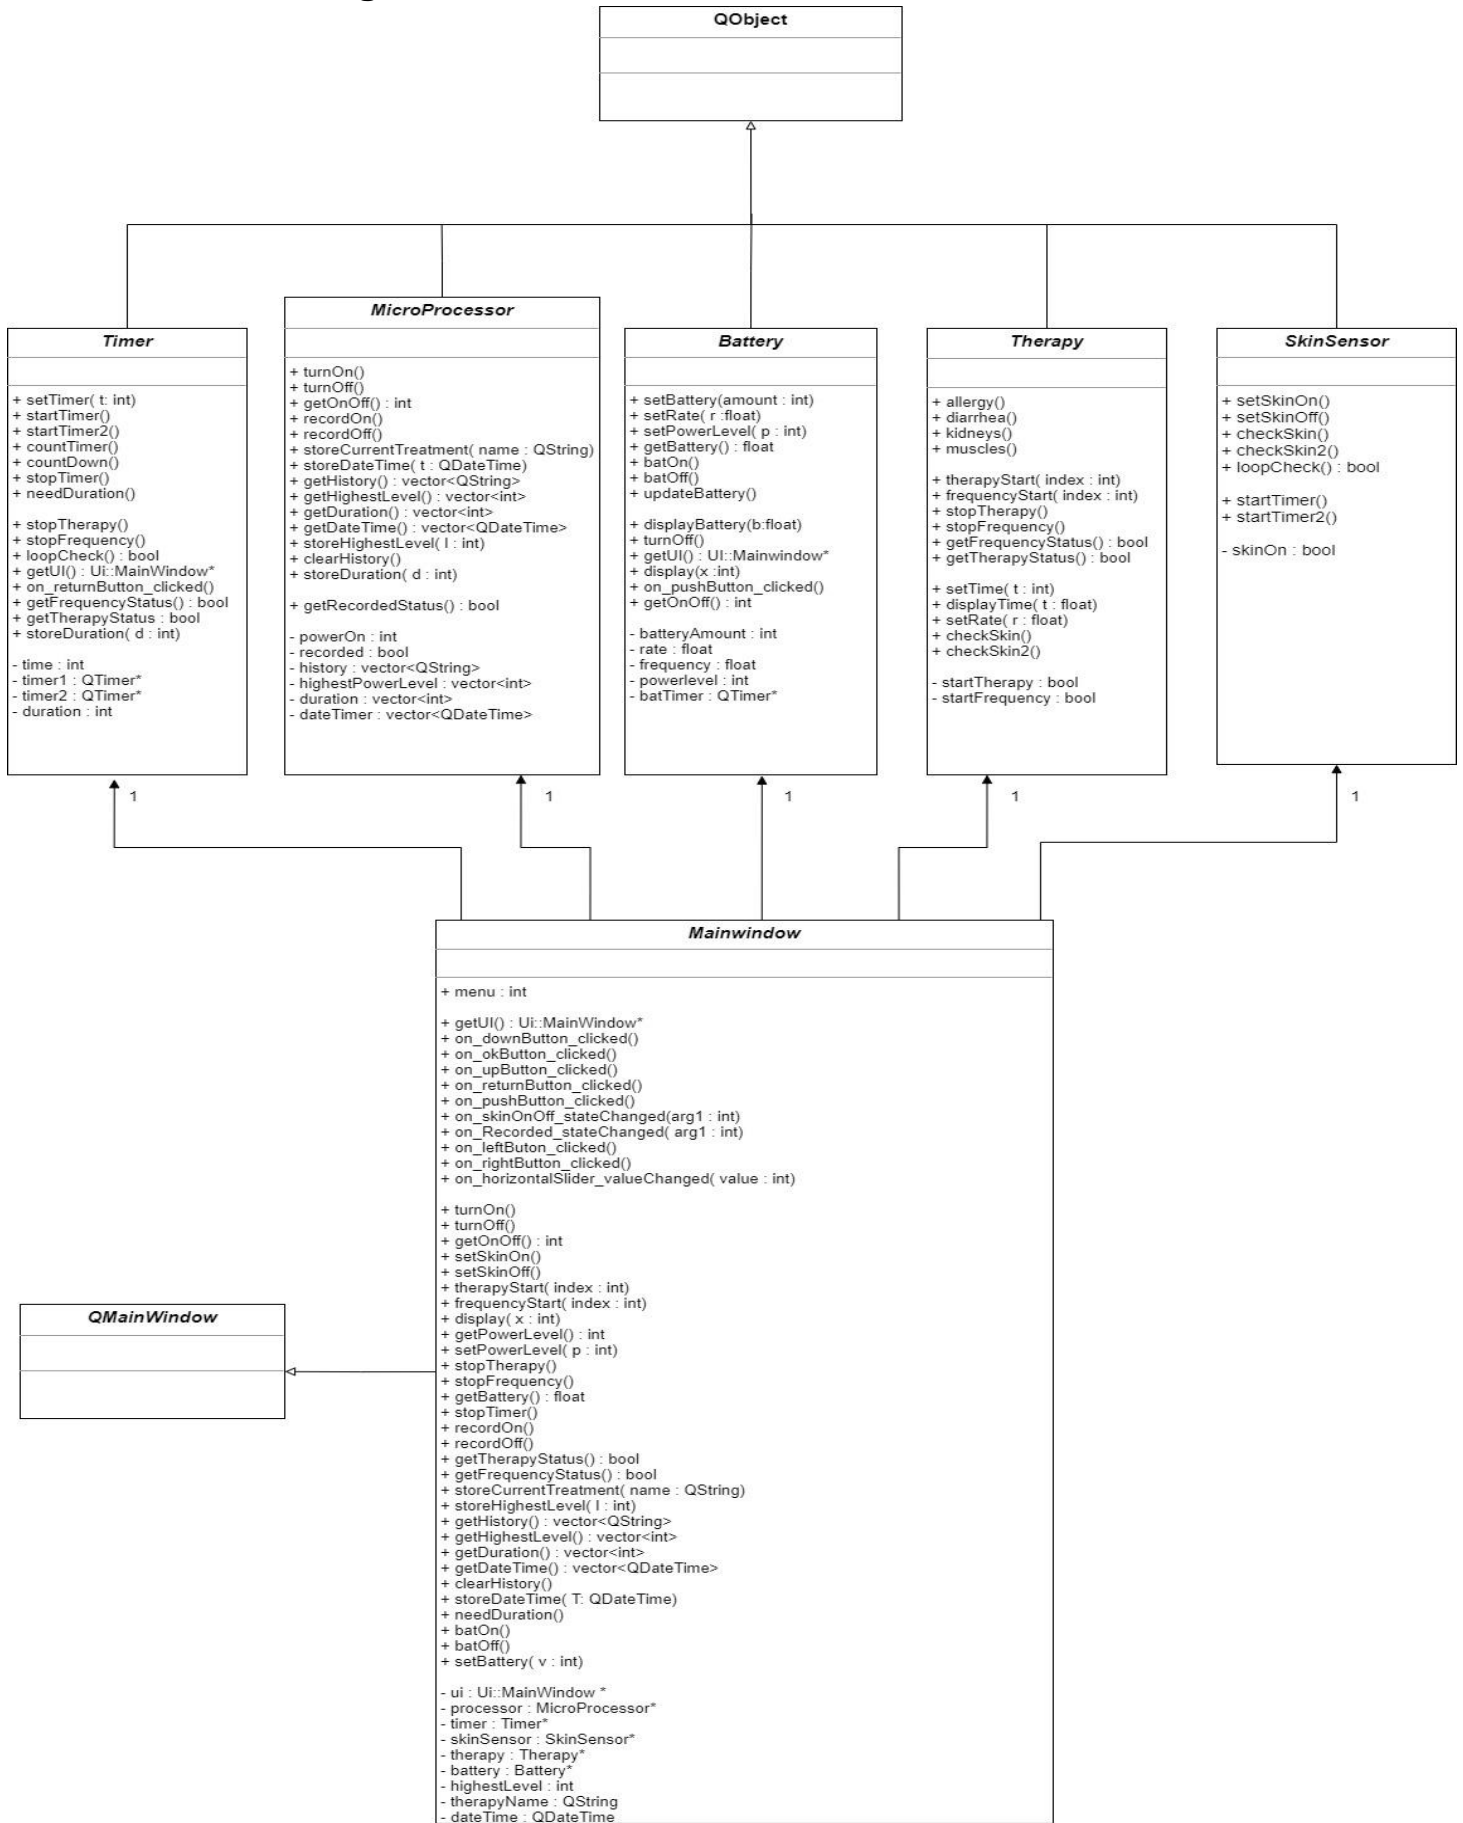 QObject
Timer
+ setTimer( t: int)
+ startTimer()
+ startTimer2()
+ countTimer()
+ countDown()
+ stopTimer()
+ needDuration()
+ stopTherapy()
+ stopFrequency()
+ loopCheck() : bool
+ getUI() : Ui::MainWindow*
+ on_returnButton_clicked()
+ getFrequencyStatus() : bool
+ getTherapyStatus : bool
+ storeDuration( d : int)
- time : int
- timer1 : QTimer*
- timer2 : QTimer*
- duration : int
MicroProcessor
+ turnOn()
+ turnOff()
+ getOnOff() : int
+ recordOn()
+ recordOff()
+ storeCurrentTreatment( name : QString)
+ storeDateTime( t : QDateTime)
+ getHistory() : vector<QString>
+ getHighestLevel() : vector<int>
+ getDuration() : vector<int>
+ getDateTime() : vector<QDateTime>
+ storeHighestLevel( l : int)
+ clearHistory()
+ storeDuration( d : int)
+ getRecordedStatus() : bool
- powerOn : int
- recorded : bool
- history : vector<QString>
- highestPowerLevel : vector<int>
- duration : vector<int>
- dateTimer : vector<QDateTime>
Battery
+ setBattery(amount : int)
+ setRate( r :float)
+ setPowerLevel( p : int)
+ getBattery() : float
+ batOn()
+ batOff()
+ updateBattery()
+ displayBattery(b:float)
+ turnOff()
+ getUI() : UI::Mainwindow*
+ display(x :int)
+ on_pushButton_clicked()
+ getOnOff() : int
- batteryAmount : int
- rate : float
- frequency : float
- powerlevel : int
- batTimer : QTimer*
Therapy
+ allergy()
+ diarrhea()
+ kidneys()
+ muscles()
+ therapyStart( index : int)
+ frequencyStart( index : int)
+ stopTherapy()
+ stopFrequency()
+ getFrequencyStatus() : bool
+ getTherapyStatus() : bool
+ setTime( t : int)
+ displayTime( t : float)
+ setRate( r : float)
+ checkSkin()
+ checkSkin2()
- startTherapy : bool
- startFrequency : bool
SkinSensor
+ setSkinOn()
+ setSkinOff()
+ checkSkin()
+ checkSkin2()
+ loopCheck() : bool
+ startTimer()
+ startTimer2()
- skinOn : bool
1
1
1
1
1
Mainwindow
+ menu : int
+ getUI() : Ui::MainWindow*
+ on_downButton_clicked()
+ on_okButton_clicked()
+ on_upButton_clicked()
+ on_returnButton_clicked()
+ on_pushButton_clicked()
+ on_skinOnOff_stateChanged(arg1 : int)
+ on_Recorded_stateChanged( arg1 : int)
+ on_leftButon_clicked()
+ on_rightButton_clicked()
+ on_horizontalSlider_valueChanged( value : int)
+ turnOn()
+ turnOff()
+ getOnOff() : int
+ setSkinOn()
+ setSkinOff()
+ therapyStart( index : int)
+ frequencyStart( index : int)
+ display( x : int)
+ getPowerLevel() : int
+ setPowerLevel( p : int)
+ stopTherapy()
+ stopFrequency()
+ getBattery() : float
+ stopTimer()
+ recordOn()
+ recordOff()
+ getTherapyStatus() : bool
+ getFrequencyStatus() : bool
+ storeCurrentTreatment( name : QString)
+ storeHighestLevel( l : int)
+ getHistory() : vector<QString>
+ getHighestLevel() : vector<int>
+ getDuration() : vector<int>
+ getDateTime() : vector<QDateTime>
+ clearHistory()
+ storeDateTime( T: QDateTime)
+ needDuration()
+ batOn()
+ batOff()
+ setBattery( v : int)
- ui : Ui::MainWindow *
- processor : MicroProcessor*
- timer : Timer*
- skinSensor : SkinSensor*
- therapy : Therapy*
- battery : Battery*
- highestLevel : int
- therapyName : QString
- dateTime : QDateTime
QMainWindow